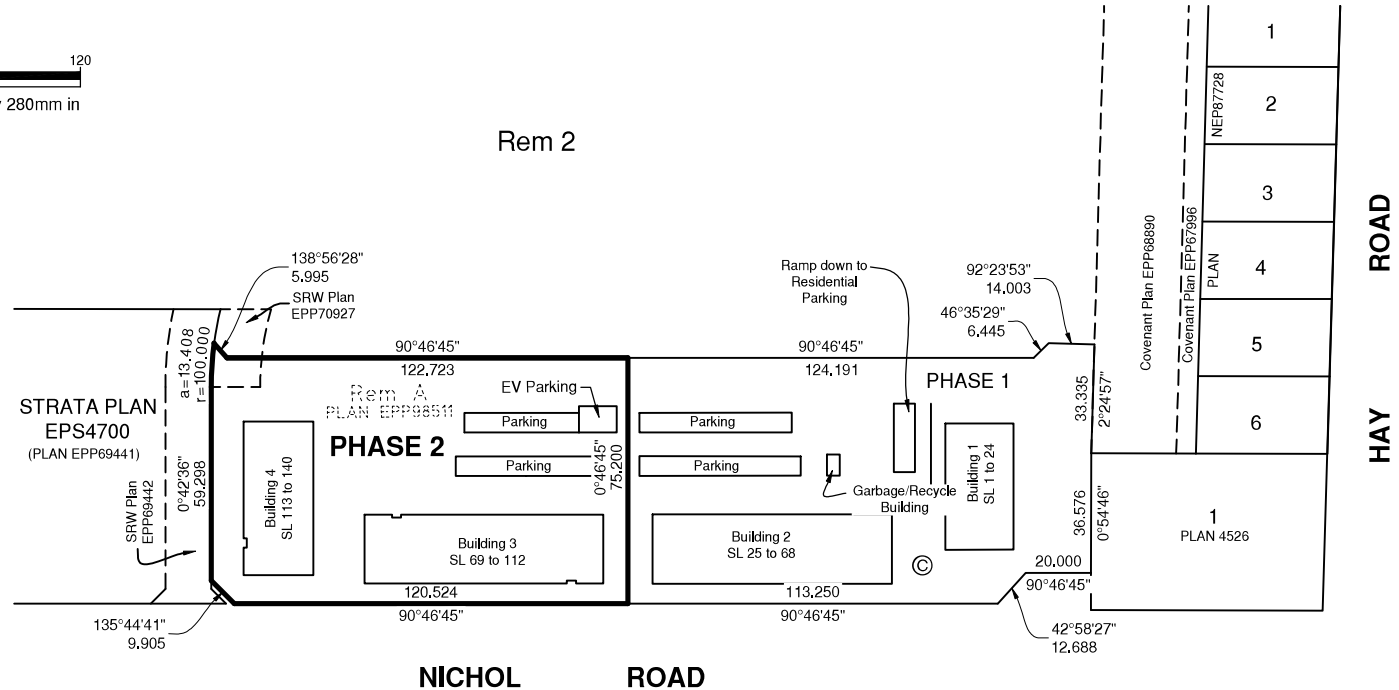 120
280mm in
Rem 2
1
2
3
4
5
6
NEP87728
PLAN
Covenant Plan EPP68890
Covenant Plan EPP67996
HAY ROAD
138°56'28"
5.995
SRW Plan
EPP70927
Ramp down to
Residential
Parking
92°23'53"
14.003
46°35'29"
6.445
a=13.408
r=100.000
90°46'45"
122.723
90°46'45"
124.191
PHASE 1
33.335
2°24'57"
STRATA PLAN
EPS4700
(PLAN EPP69441)
Rem A
PLAN EPP98511
EV Parking
PHASE 2
Parking
Parking
Parking
Parking
0°46'45"
75.200
0°42'36"
59.298
SRW Plan
EPP69442
Building 4
SL 113 to 140
Building 3
SL 69 to 112
Building 2
SL 25 to 68
Building 1
SL 1 to 24
Garbage/Recycle
Building
C
36.576
0°54'46"
1
PLAN 4526
20.000
90°46'45"
120.524
90°46'45"
113.250
90°46'45"
135°44'41"
9.905
42°58'27"
12.688
NICHOL ROAD